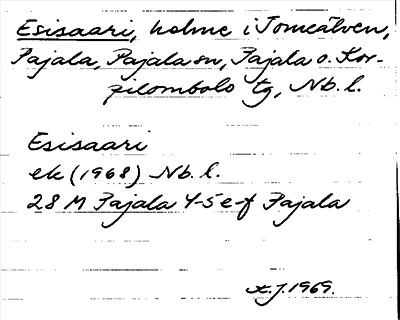 Esisaari, holme i Torneälven,
Pajala, Pajala sn, Pajala o. Kor-
pilombolo tg, Nb. l.
Esisaari
ek (1968) Nb. l.
28 M Pajala 4-5 e-f Pajala
1969.